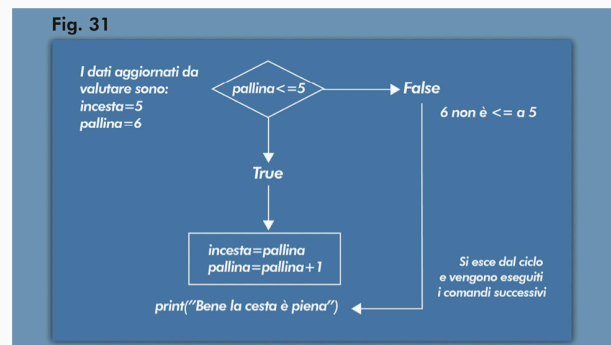 Fig. 31
I dati aggiornati da
valutare sono:
incesta=5
pallina=6
pallina<=5
False
6 non è <= a 5
True
incesta=pallina
pallina=pallina+1
Si esce dal ciclo
e vengono eseguiti
i comandi successivi
print("Bene la cesta è piena")